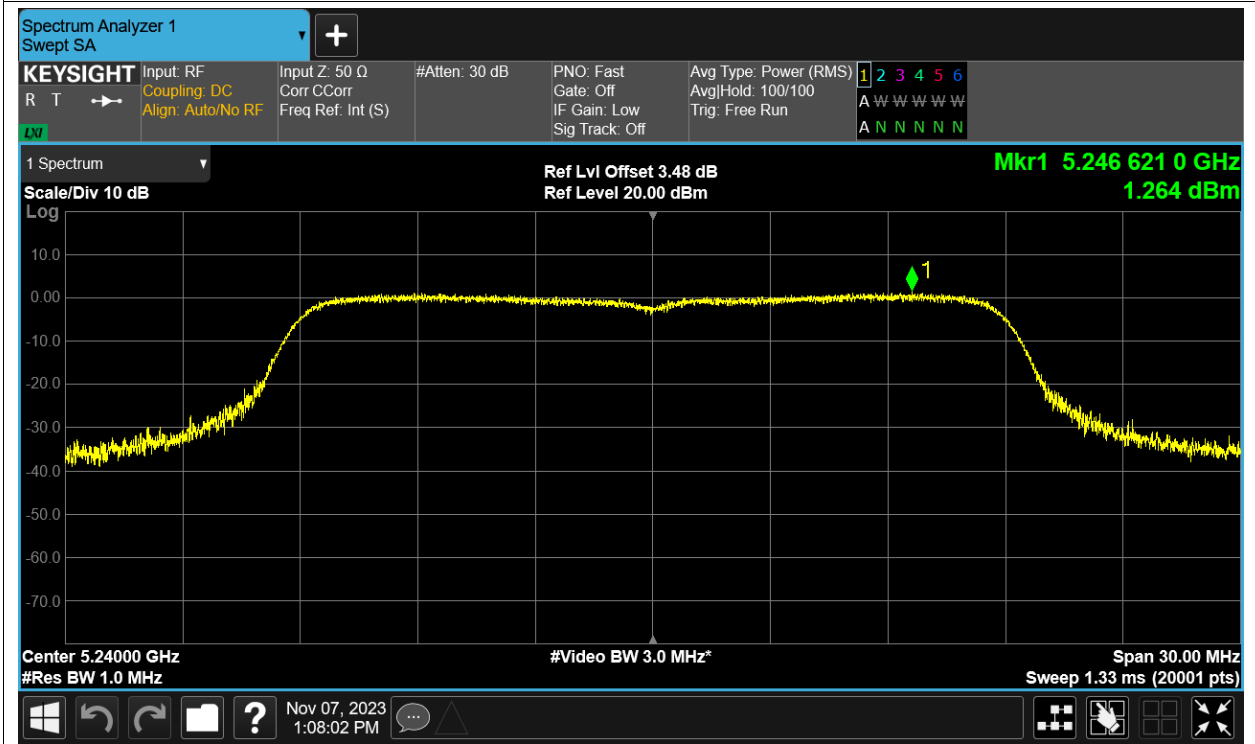 Spectrum Analyzer 1
Swept SA
KEYSIGHT
R T
LXI
Input: RF
Coupling: DC
Align: Auto/No RF
Input Z: 50 Ω
Corr CCorr
Freq Ref: Int (S)
#Atten: 30 dB
PNO: Fast
Gate: Off
IF Gain: Low
Sig Track: Off
Avg Type: Power (RMS)
Avg|Hold: 100/100
Trig: Free Run
1 2 3 4 5 6
A W W W W W
A N N N N N
1 Spectrum
Scale/Div 10 dB
Log
Ref Lvl Offset 3.48 dB
Ref Level 20.00 dBm
Mkr1 5.246 621 0 GHz
1.264 dBm
10.0
0.00
-10.0
-20.0
-30.0
-40.0
-50.0
-60.0
-70.0
1
Center 5.24000 GHz
#Res BW 1.0 MHz
#Video BW 3.0 MHz*
Span 30.00 MHz
Sweep 1.33 ms (20001 pts)
?
Nov 07, 2023
1:08:02 PM